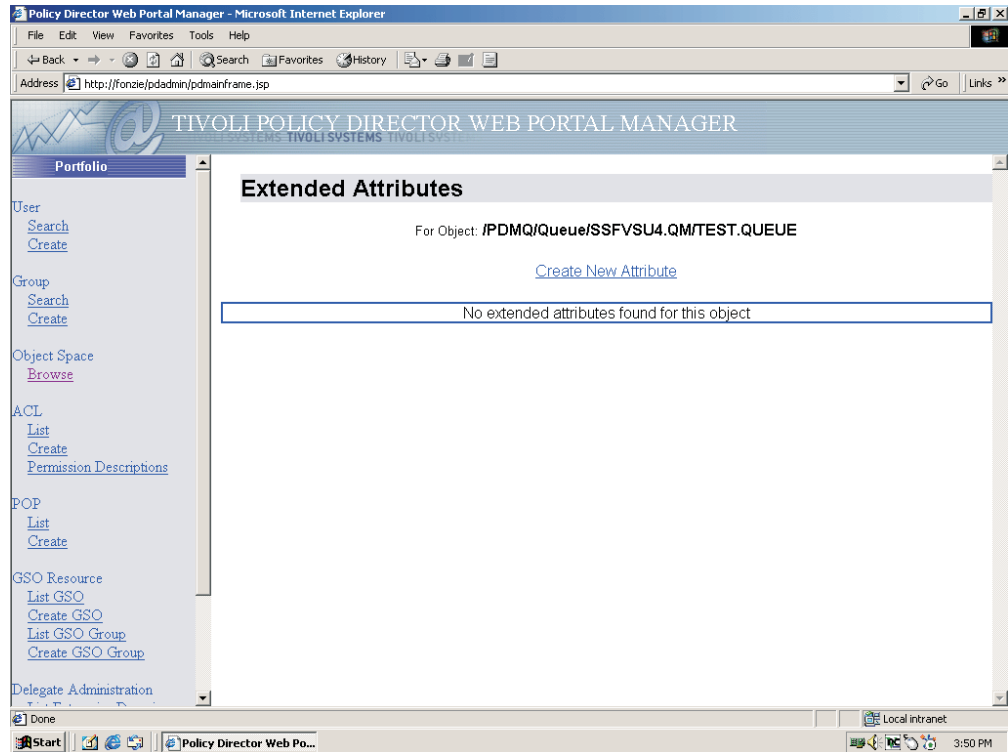 Policy Director Web Portal Manager - Microsoft Internet Explorer
File Edit View Favorites Tools Help
Back Search Favorites History
Address http://fonzie/pdadmin/pdmainframe.jsp Go Links »
TIVOLI POLICY DIRECTOR WEB PORTAL MANAGER
TIVOLI SYSTEMS
Portfolio
User
Search
Create
Group
Search
Create
Object Space
Browse
ACL
List
Create
Permission Descriptions
POP
List
Create
GSO Resource
List GSO
Create GSO
List GSO Group
Create GSO Group
Delegate Administration
Extended Attributes
For Object: /PDMQ/Queue/SSFVSU4.QM/TEST.QUEUE
Create New Attribute
No extended attributes found for this object
Done Local intranet
Start Policy Director Web Po... 3:50 PM